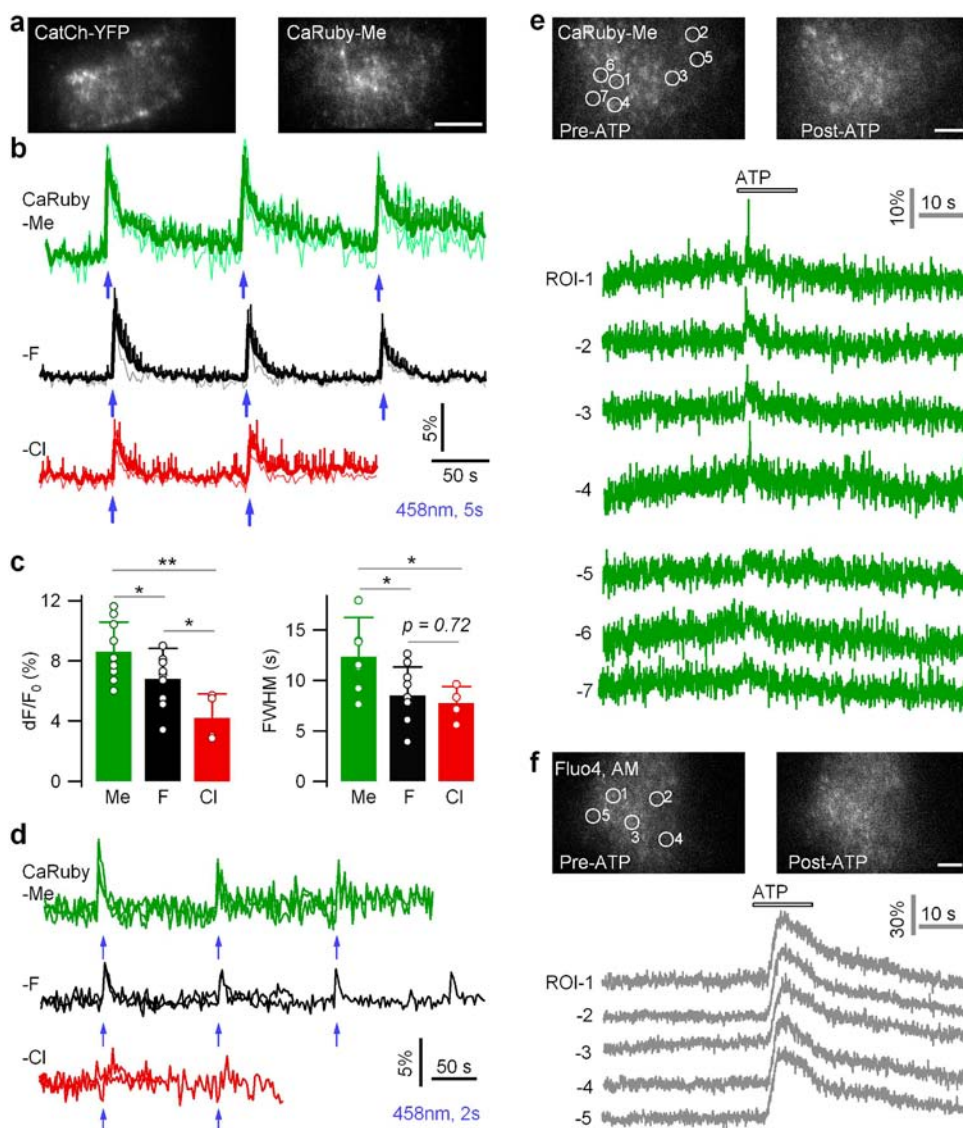 a
CatCh-YFP
CaRuby-Me
b
CaRuby
-Me
-F
-Cl
5%
50 s
458nm, 5s
c
**
*
*
12
8
4
0
dF/F0 (%)
Me F Cl
*
*
p = 0.72
15
10
5
0
FWHM (s)
Me F Cl
d
CaRuby
-Me
-F
-Cl
5%
50 s
458nm, 2s
e
CaRuby-Me
2
5
6
1
3
7
4
Pre-ATP
Post-ATP
ATP
10%
10 s
ROI-1
-2
-3
-4
-5
-6
-7
f
Fluo4, AM
1
2
5
3
4
Pre-ATP
Post-ATP
ATP
30%
10 s
ROI-1
-2
-3
-4
-5